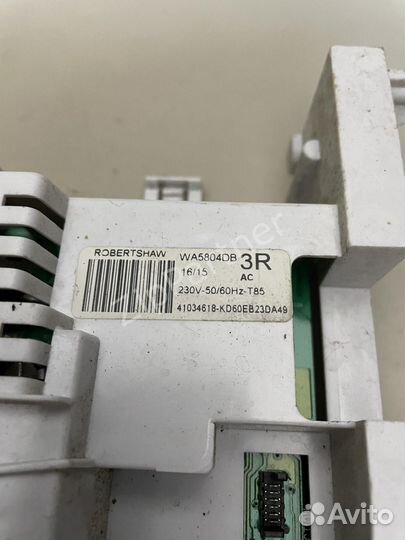 ROBERTSHAW WA5804DB 3R
16/15 AC
230V-50/60Hz-T85
41034618-KD60EB23DA49
Avito